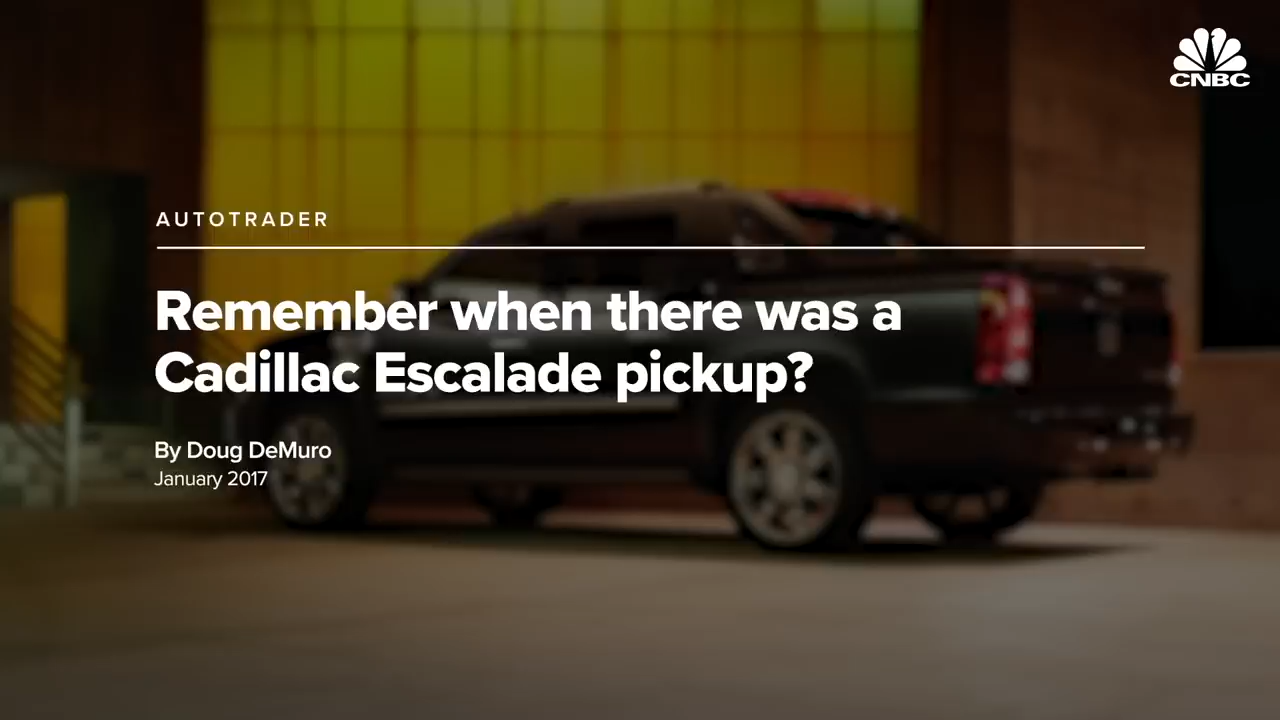 CNBC
AUTOTRADER
Remember when there was a
Cadillac Escalade pickup?
By Doug DeMuro
January 2017